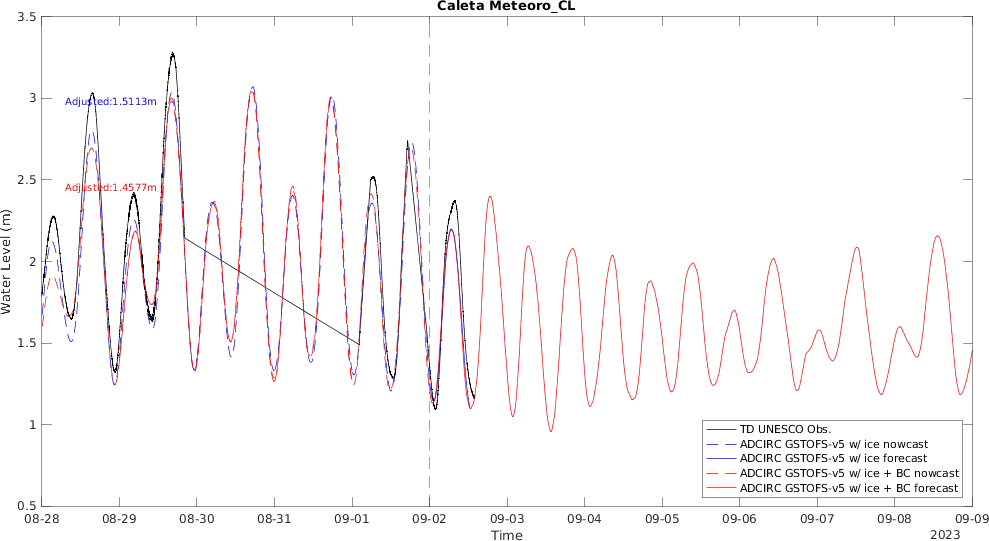 Caleta Meteoro_CL
3.5
3
2.5
2
1.5
1
0.5
Water Level (m)
Adjusted:1.5113m
Adjusted:1.4577m
TD UNESCO Obs.
ADCIRC GSTOFS-v5 w/ ice nowcast
ADCIRC GSTOFS-v5 w/ ice forecast
ADCIRC GSTOFS-v5 w/ ice + BC nowcast
ADCIRC GSTOFS-v5 w/ ice + BC forecast
08-28 08-29 08-30 08-31 09-01 09-02 09-03 09-04 09-05 09-06 09-07 09-08 09-09
Time
2023